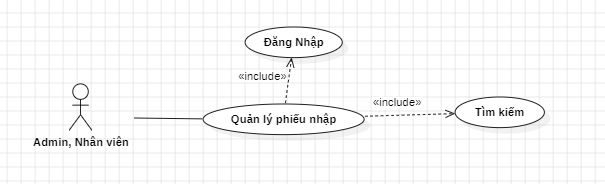 Đăng Nhập
«include»
«include»
Quản lý phiếu nhập
Tìm kiếm
Admin, Nhân viên